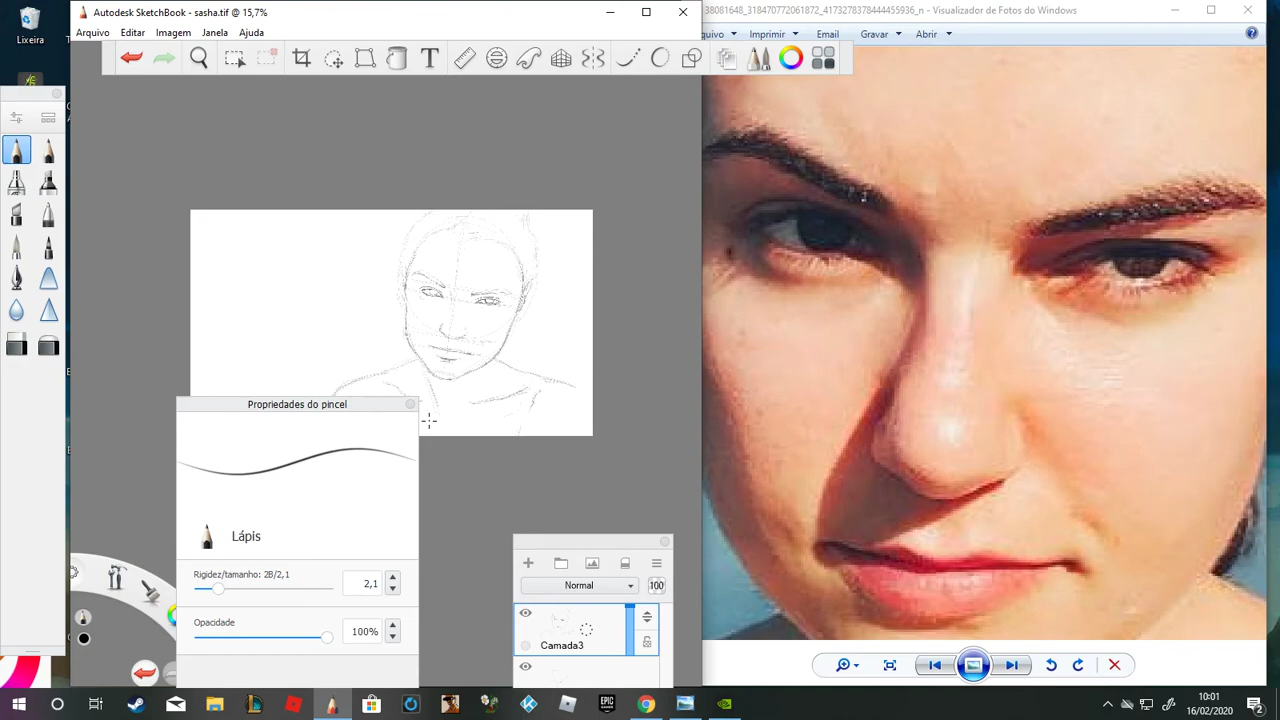 Lixeira
Autodesk SketchBook - sasha.tif @ 15,7%
Arquivo Editar Imagem Janela Ajuda
38081648_318470772061872_4173278378444455936_n - Visualizador de Fotos do Windows
Imprimir Email Gravar Abrir
Propriedades do pincel
Lápis
Rigidez/tamanho: 2B/2,1
2,1
Opacidade
100%
Normal
100
Camada3
10:01
16/02/2020